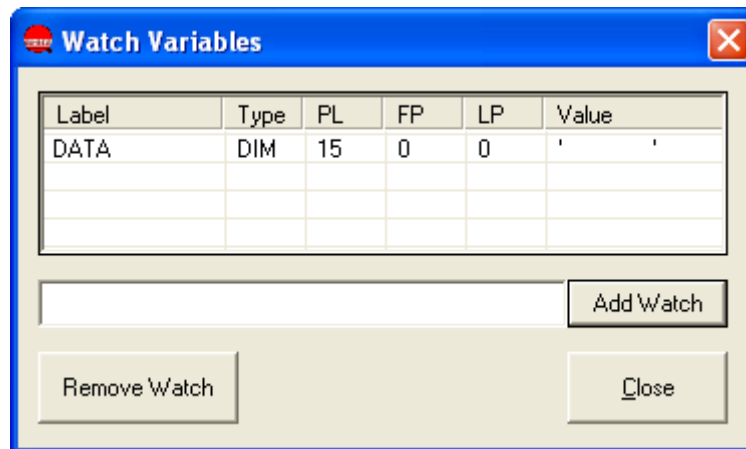 Watch Variables
Label Type PL FP LP Value
DATA DIM 15 0 0 ' '
Add Watch
Remove Watch Close